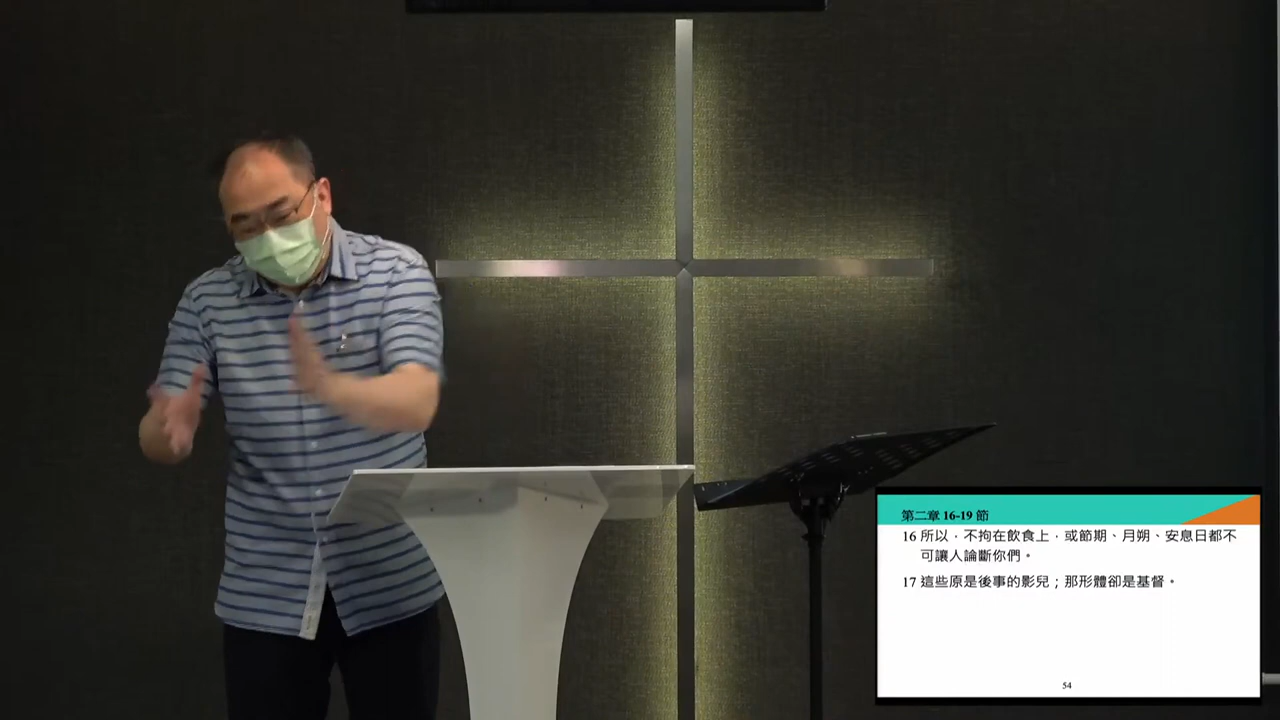 第二章 16-19 節
16 所以，不拘在飲食上，或節期、月朔、安息日都不
可讓人論斷你們。
17 這些原是後事的影兒；那形體卻是基督。
54